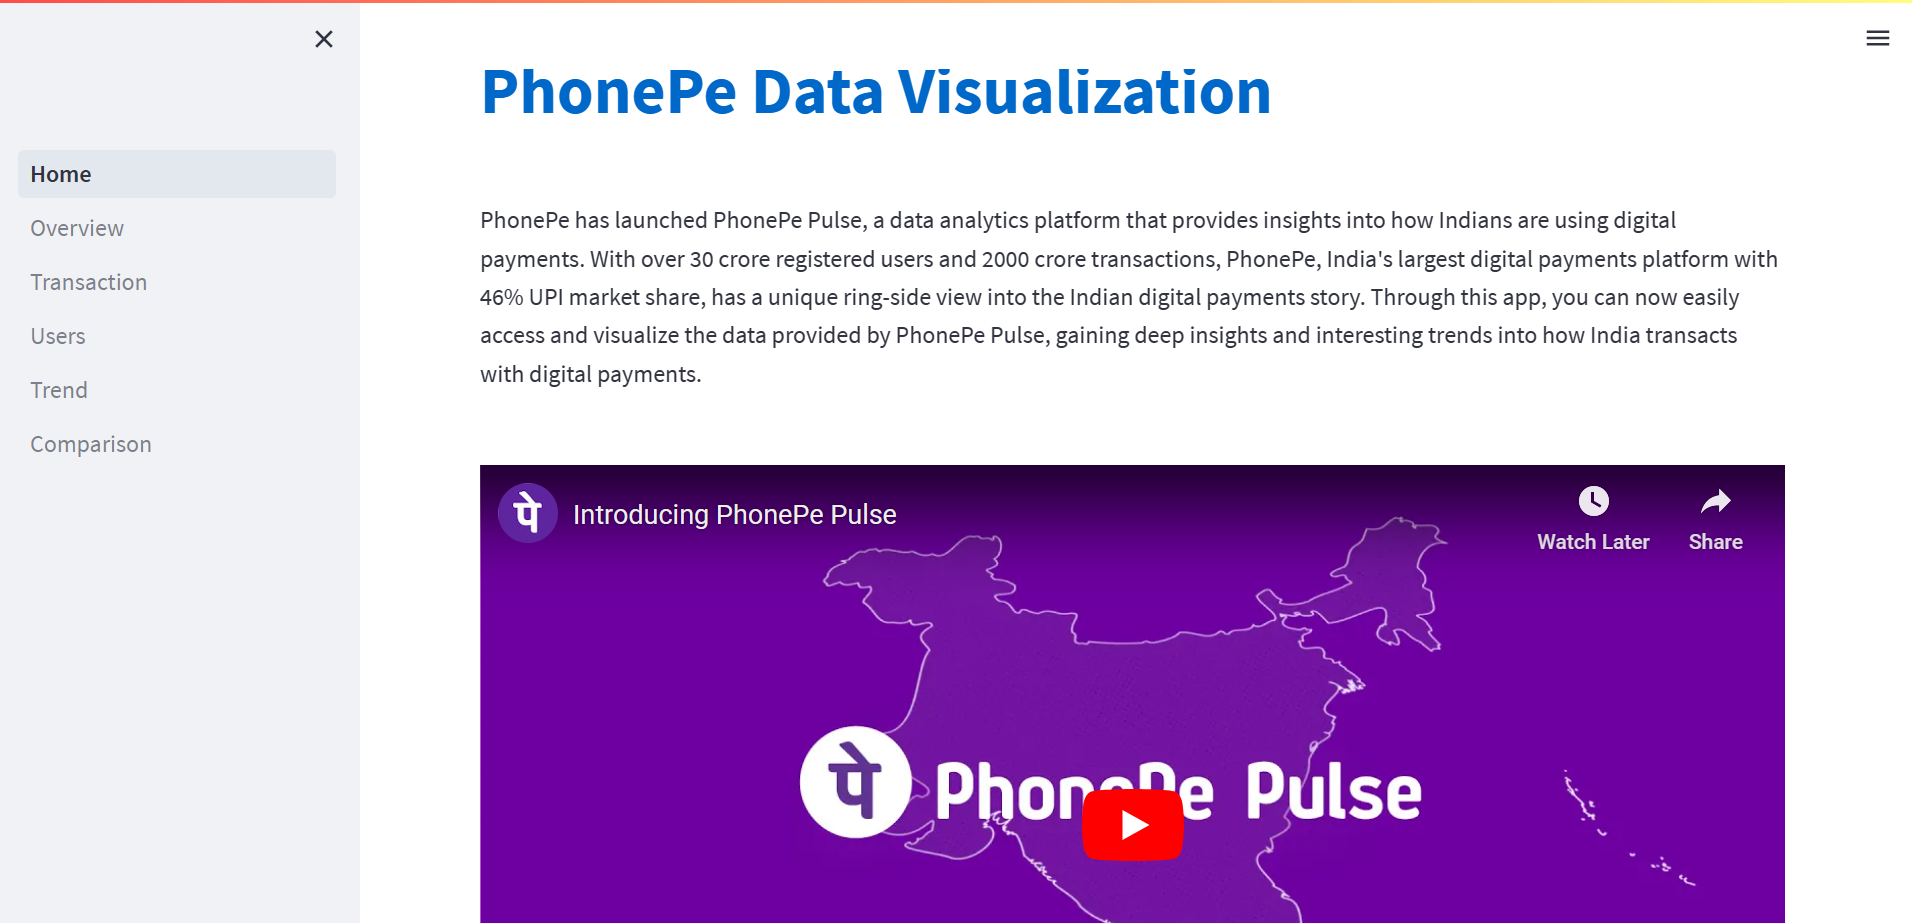 PhonePe Data Visualization
Home
Overview
Transaction
Users
Trend
Comparison
PhonePe has launched PhonePe Pulse, a data analytics platform that provides insights into how Indians are using digital
payments. With over 30 crore registered users and 2000 crore transactions, PhonePe, India's largest digital payments platform with
46% UPI market share, has a unique ring-side view into the Indian digital payments story. Through this app, you can now easily
access and visualize the data provided by PhonePe Pulse, gaining deep insights and interesting trends into how India transacts
with digital payments.
पे Introducing PhonePe Pulse
Watch Later
Share
पे PhonePe Pulse